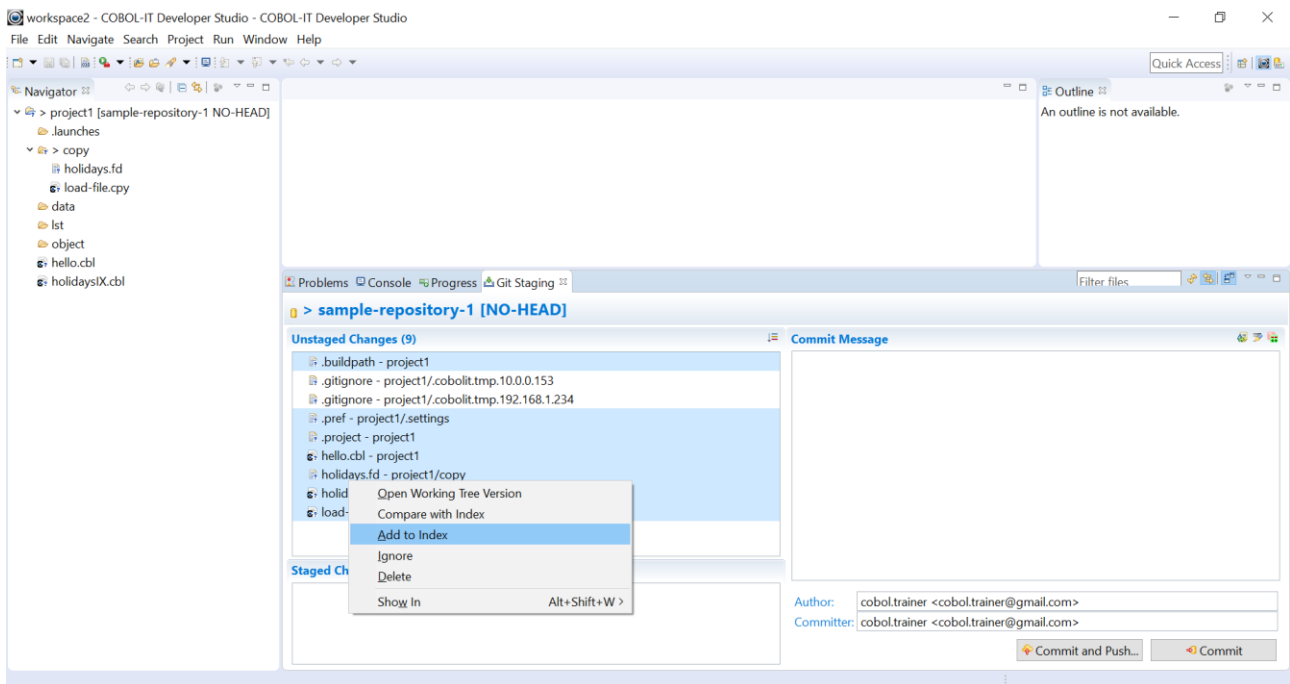 workspace2 - COBOL-IT Developer Studio - COBOL-IT Developer Studio
File Edit Navigate Search Project Run Window Help
Quick Access
Navigator
> project1 [sample-repository-1 NO-HEAD]
.launches
> copy
holidays.fd
load-file.cpy
data
lst
object
hello.cbl
holidaysIX.cbl
Outline
An outline is not available.
Problems Console Progress Git Staging
Filter files
> sample-repository-1 [NO-HEAD]
Unstaged Changes (9)
.buildpath - project1
.gitignore - project1/.cobolit.tmp.10.0.0.153
.gitignore - project1/.cobolit.tmp.192.168.1.234
.pref - project1/.settings
.project - project1
hello.cbl - project1
holidays.fd - project1/copy
holid
load-
Open Working Tree Version
Compare with Index
Add to Index
Ignore
Delete
Show In Alt+Shift+W >
Staged Ch
Commit Message
Author: cobol.trainer <cobol.trainer@gmail.com>
Committer: cobol.trainer <cobol.trainer@gmail.com>
Commit and Push... Commit